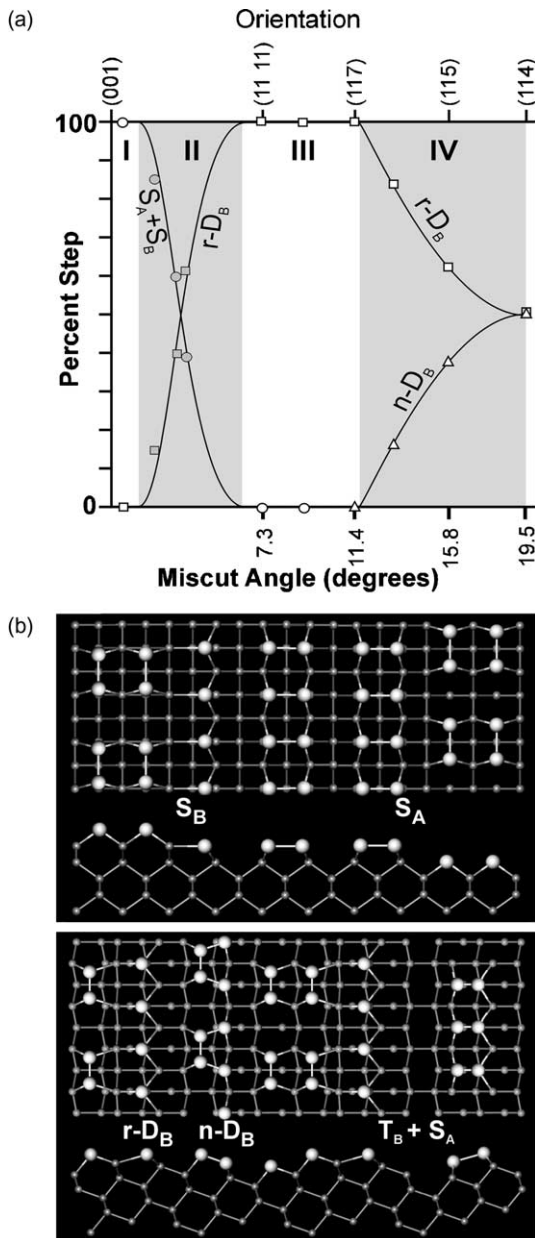 (a)
Orientation
(001)
(11 11)
(117)
(115)
(114)
100
I
II
III
IV
S_A+S_B
r-D_B
r-D_B
n-D_B
Percent Step
0
7.3
11.4
15.8
19.5
Miscut Angle (degrees)
(b)
S_B S_A
r-D_B n-D_B T_B + S_A